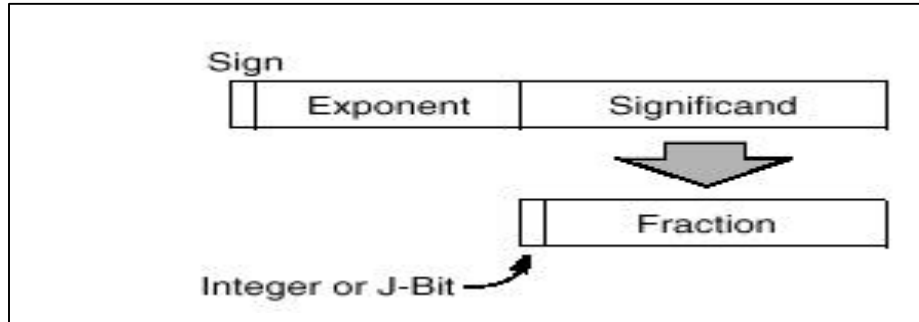 Sign
Exponent Significand
Fraction
Integer or J-Bit